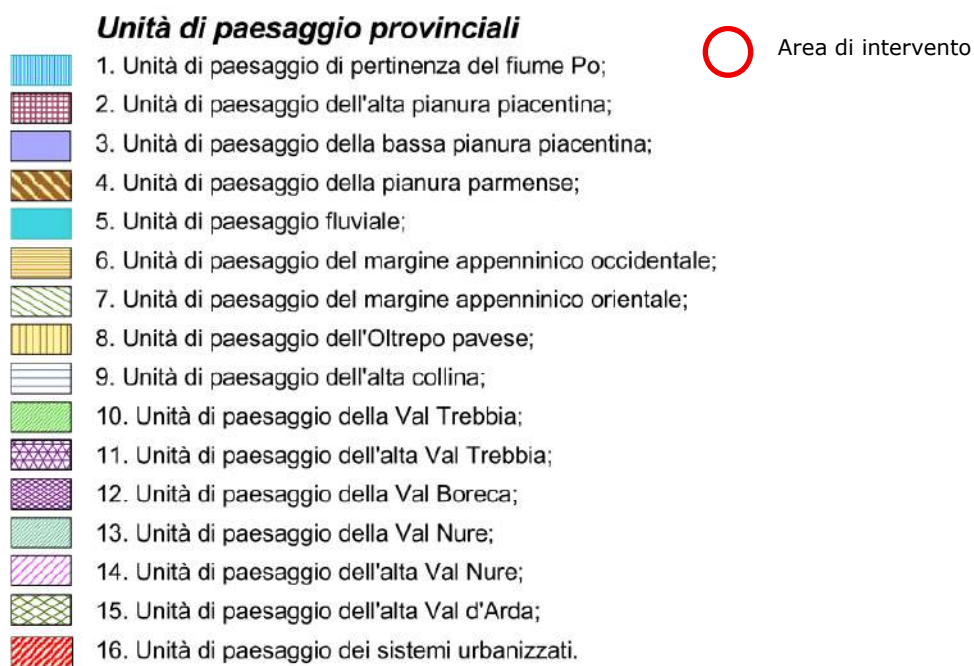 Unità di paesaggio provinciali
Area di intervento
1. Unità di paesaggio di pertinenza del fiume Po;
2. Unità di paesaggio dell'alta pianura piacentina;
3. Unità di paesaggio della bassa pianura piacentina;
4. Unità di paesaggio della pianura parmense;
5. Unità di paesaggio fluviale;
6. Unità di paesaggio del margine appenninico occidentale;
7. Unità di paesaggio del margine appenninico orientale;
8. Unità di paesaggio dell'Oltrepo pavese;
9. Unità di paesaggio dell'alta collina;
10. Unità di paesaggio della Val Trebbia;
11. Unità di paesaggio dell'alta Val Trebbia;
12. Unità di paesaggio della Val Boreca;
13. Unità di paesaggio della Val Nure;
14. Unità di paesaggio dell'alta Val Nure;
15. Unità di paesaggio dell'alta Val d'Arda;
16. Unità di paesaggio dei sistemi urbanizzati.